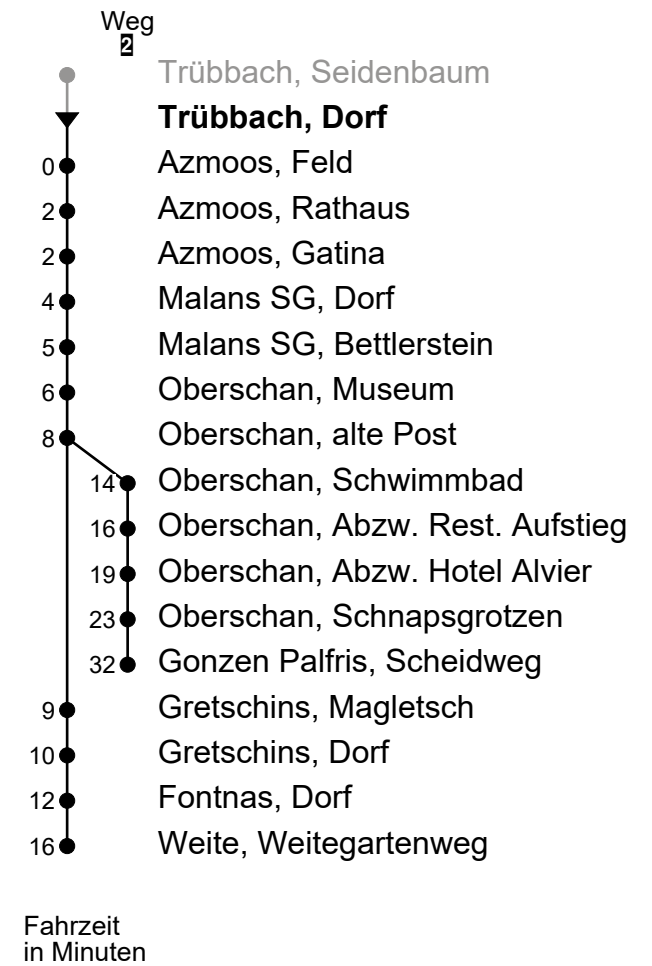 Weg
2
Trübbach, Seidenbaum
Trübbach, Dorf
0 Azmoos, Feld
2 Azmoos, Rathaus
2 Azmoos, Gatina
4 Malans SG, Dorf
5 Malans SG, Bettlerstein
6 Oberschan, Museum
8 Oberschan, alte Post
14 Oberschan, Schwimmbad
16 Oberschan, Abzw. Rest. Aufstieg
19 Oberschan, Abzw. Hotel Alvier
23 Oberschan, Schnapsgrotzen
32 Gonzen Palfris, Scheidweg
9 Gretschins, Magletsch
10 Gretschins, Dorf
12 Fontnas, Dorf
16 Weite, Weitegartenweg
Fahrzeit
in Minuten